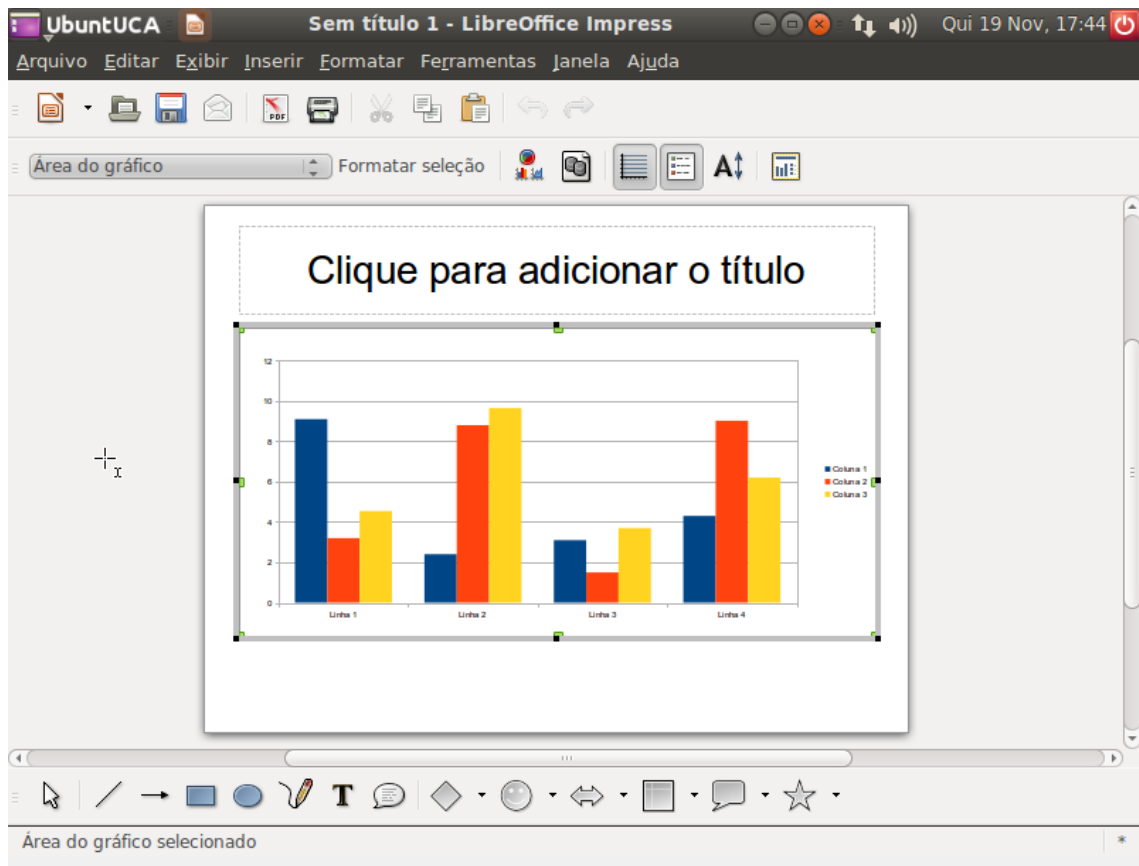 UbuntUCA Sem título 1 - LibreOffice Impress Qui 19 Nov, 17:44
Arquivo Editar Exibir Inserir Formatar Ferramentas Janela Ajuda
PDF
Área do gráfico Formatar seleção A
Clique para adicionar o título
12
10
8
6
4
2
0
Linha 1 Linha 2 Linha 3 Linha 4
Coluna 1
Coluna 2
Coluna 3
T
Área do gráfico selecionado *